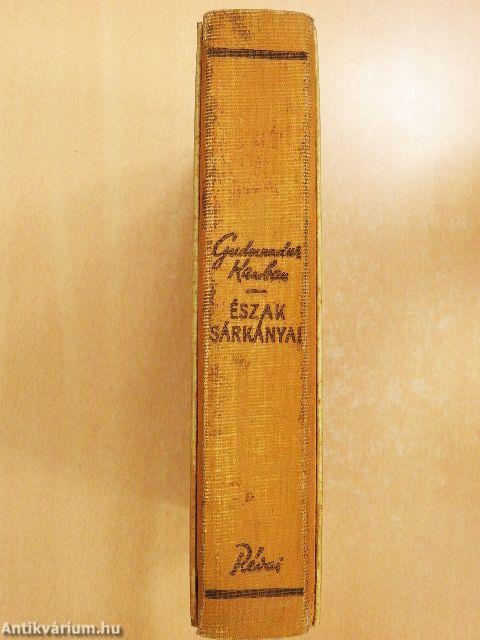 Gudmundur
Kamban
ÉSZAK
SÁRKÁNYAI
Révai
Antikvárium.hu